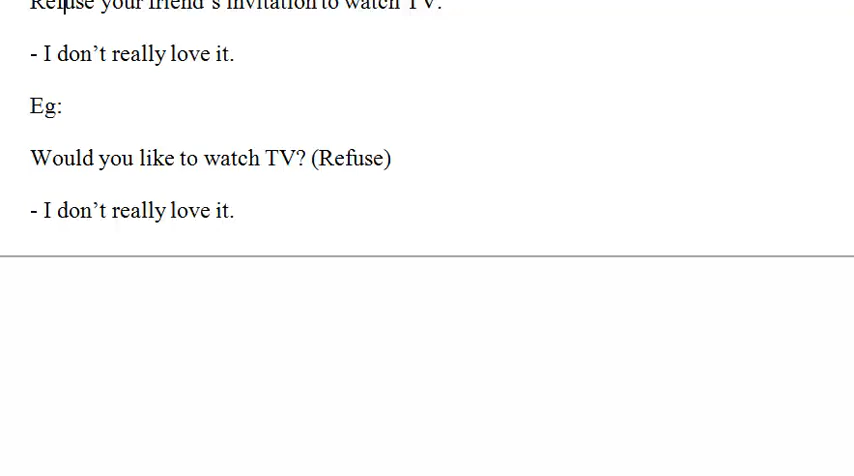 Refuse your friend’s invitation to watch TV.
- I don’t really love it.
Eg:
Would you like to watch TV? (Refuse)
- I don’t really love it.